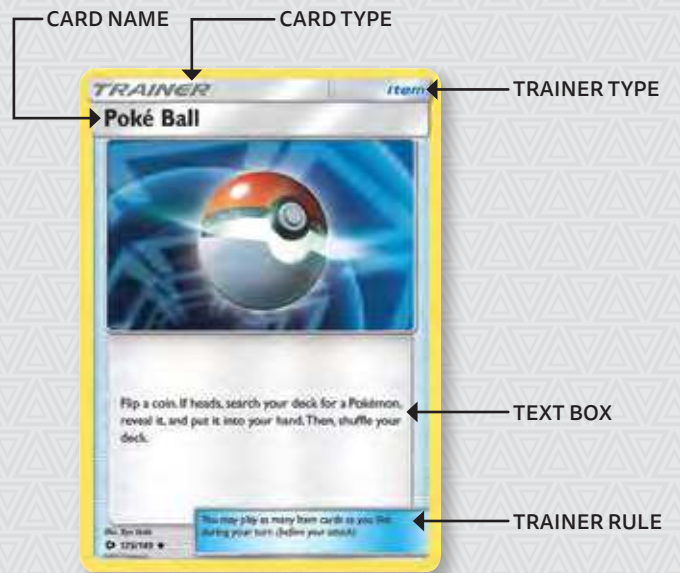 CARD NAME
CARD TYPE
TRAINER
Item
TRAINER TYPE
Poké Ball
Flip a coin. If heads, search your deck for a Pokémon,
reveal it, and put it into your hand. Then, shuffle your
deck.
TEXT BOX
You may play as many Item cards as you like
during your turn (before your attack).
TRAINER RULE
125/149